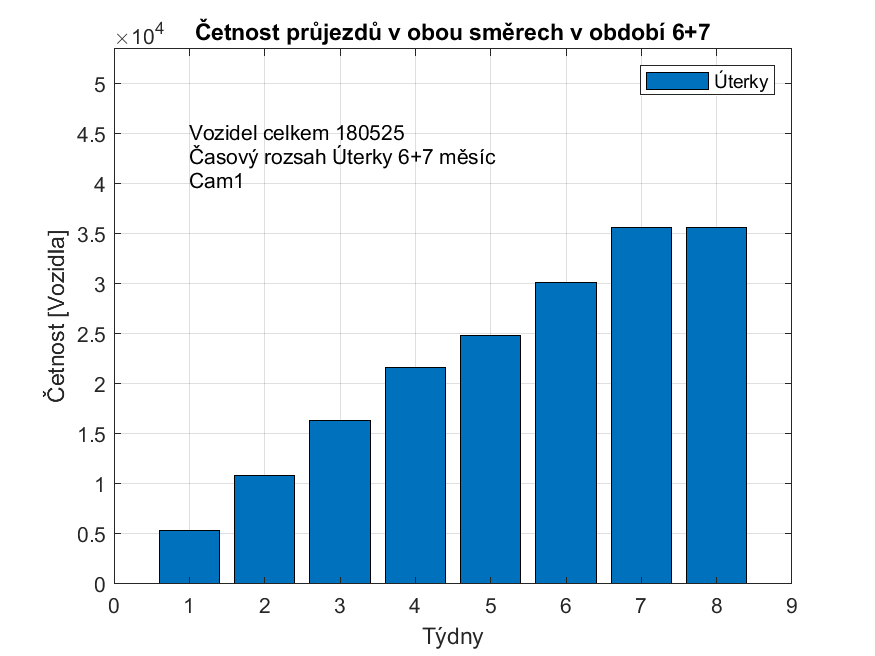 ×10⁴
Četnost průjezdů v obou směrech v období 6+7
Úterky
Vozidel celkem 180525
Časový rozsah Úterky 6+7 měsíc
Cam1
Četnost [Vozidla]
5
4.5
4
3.5
3
2.5
2
1.5
1
0.5
0
0 1 2 3 4 5 6 7 8 9
Týdny